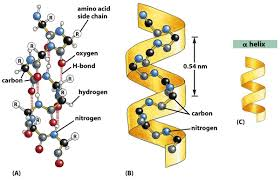 amino acid
side chain
R
R
oxygen
H-bond
R
carbon
R
R
hydrogen
R
R
nitrogen
R
(A)
0.54 nm
carbon
nitrogen
(B)
α helix
(C)